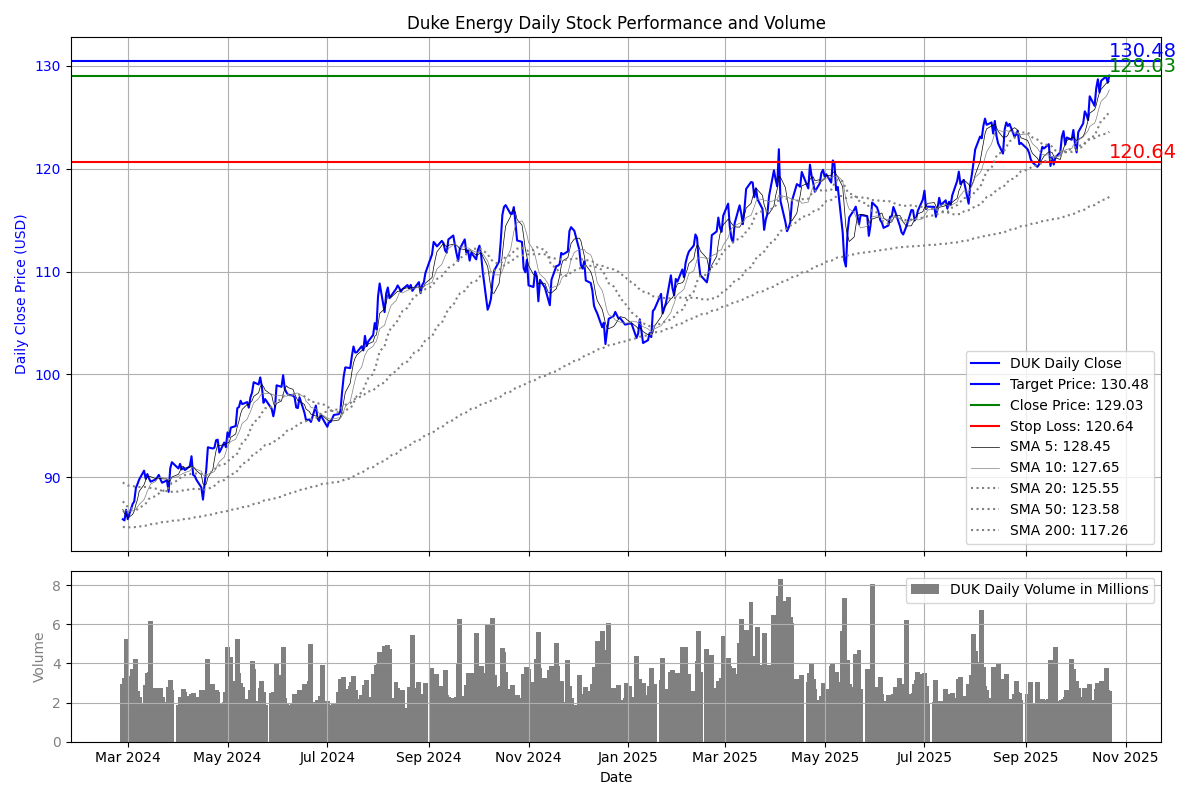 Duke Energy Daily Stock Performance and Volume
130.48
129.03
120.64
130
120
110
100
90
Daily Close Price (USD)
DUK Daily Close
Target Price: 130.48
Close Price: 129.03
Stop Loss: 120.64
SMA 5: 128.45
SMA 10: 127.65
SMA 20: 125.55
SMA 50: 123.58
SMA 200: 117.26
8
6
4
2
0
Volume
DUK Daily Volume in Millions
Mar 2024 May 2024 Jul 2024 Sep 2024 Nov 2024 Jan 2025 Mar 2025 May 2025 Jul 2025 Sep 2025 Nov 2025
Date